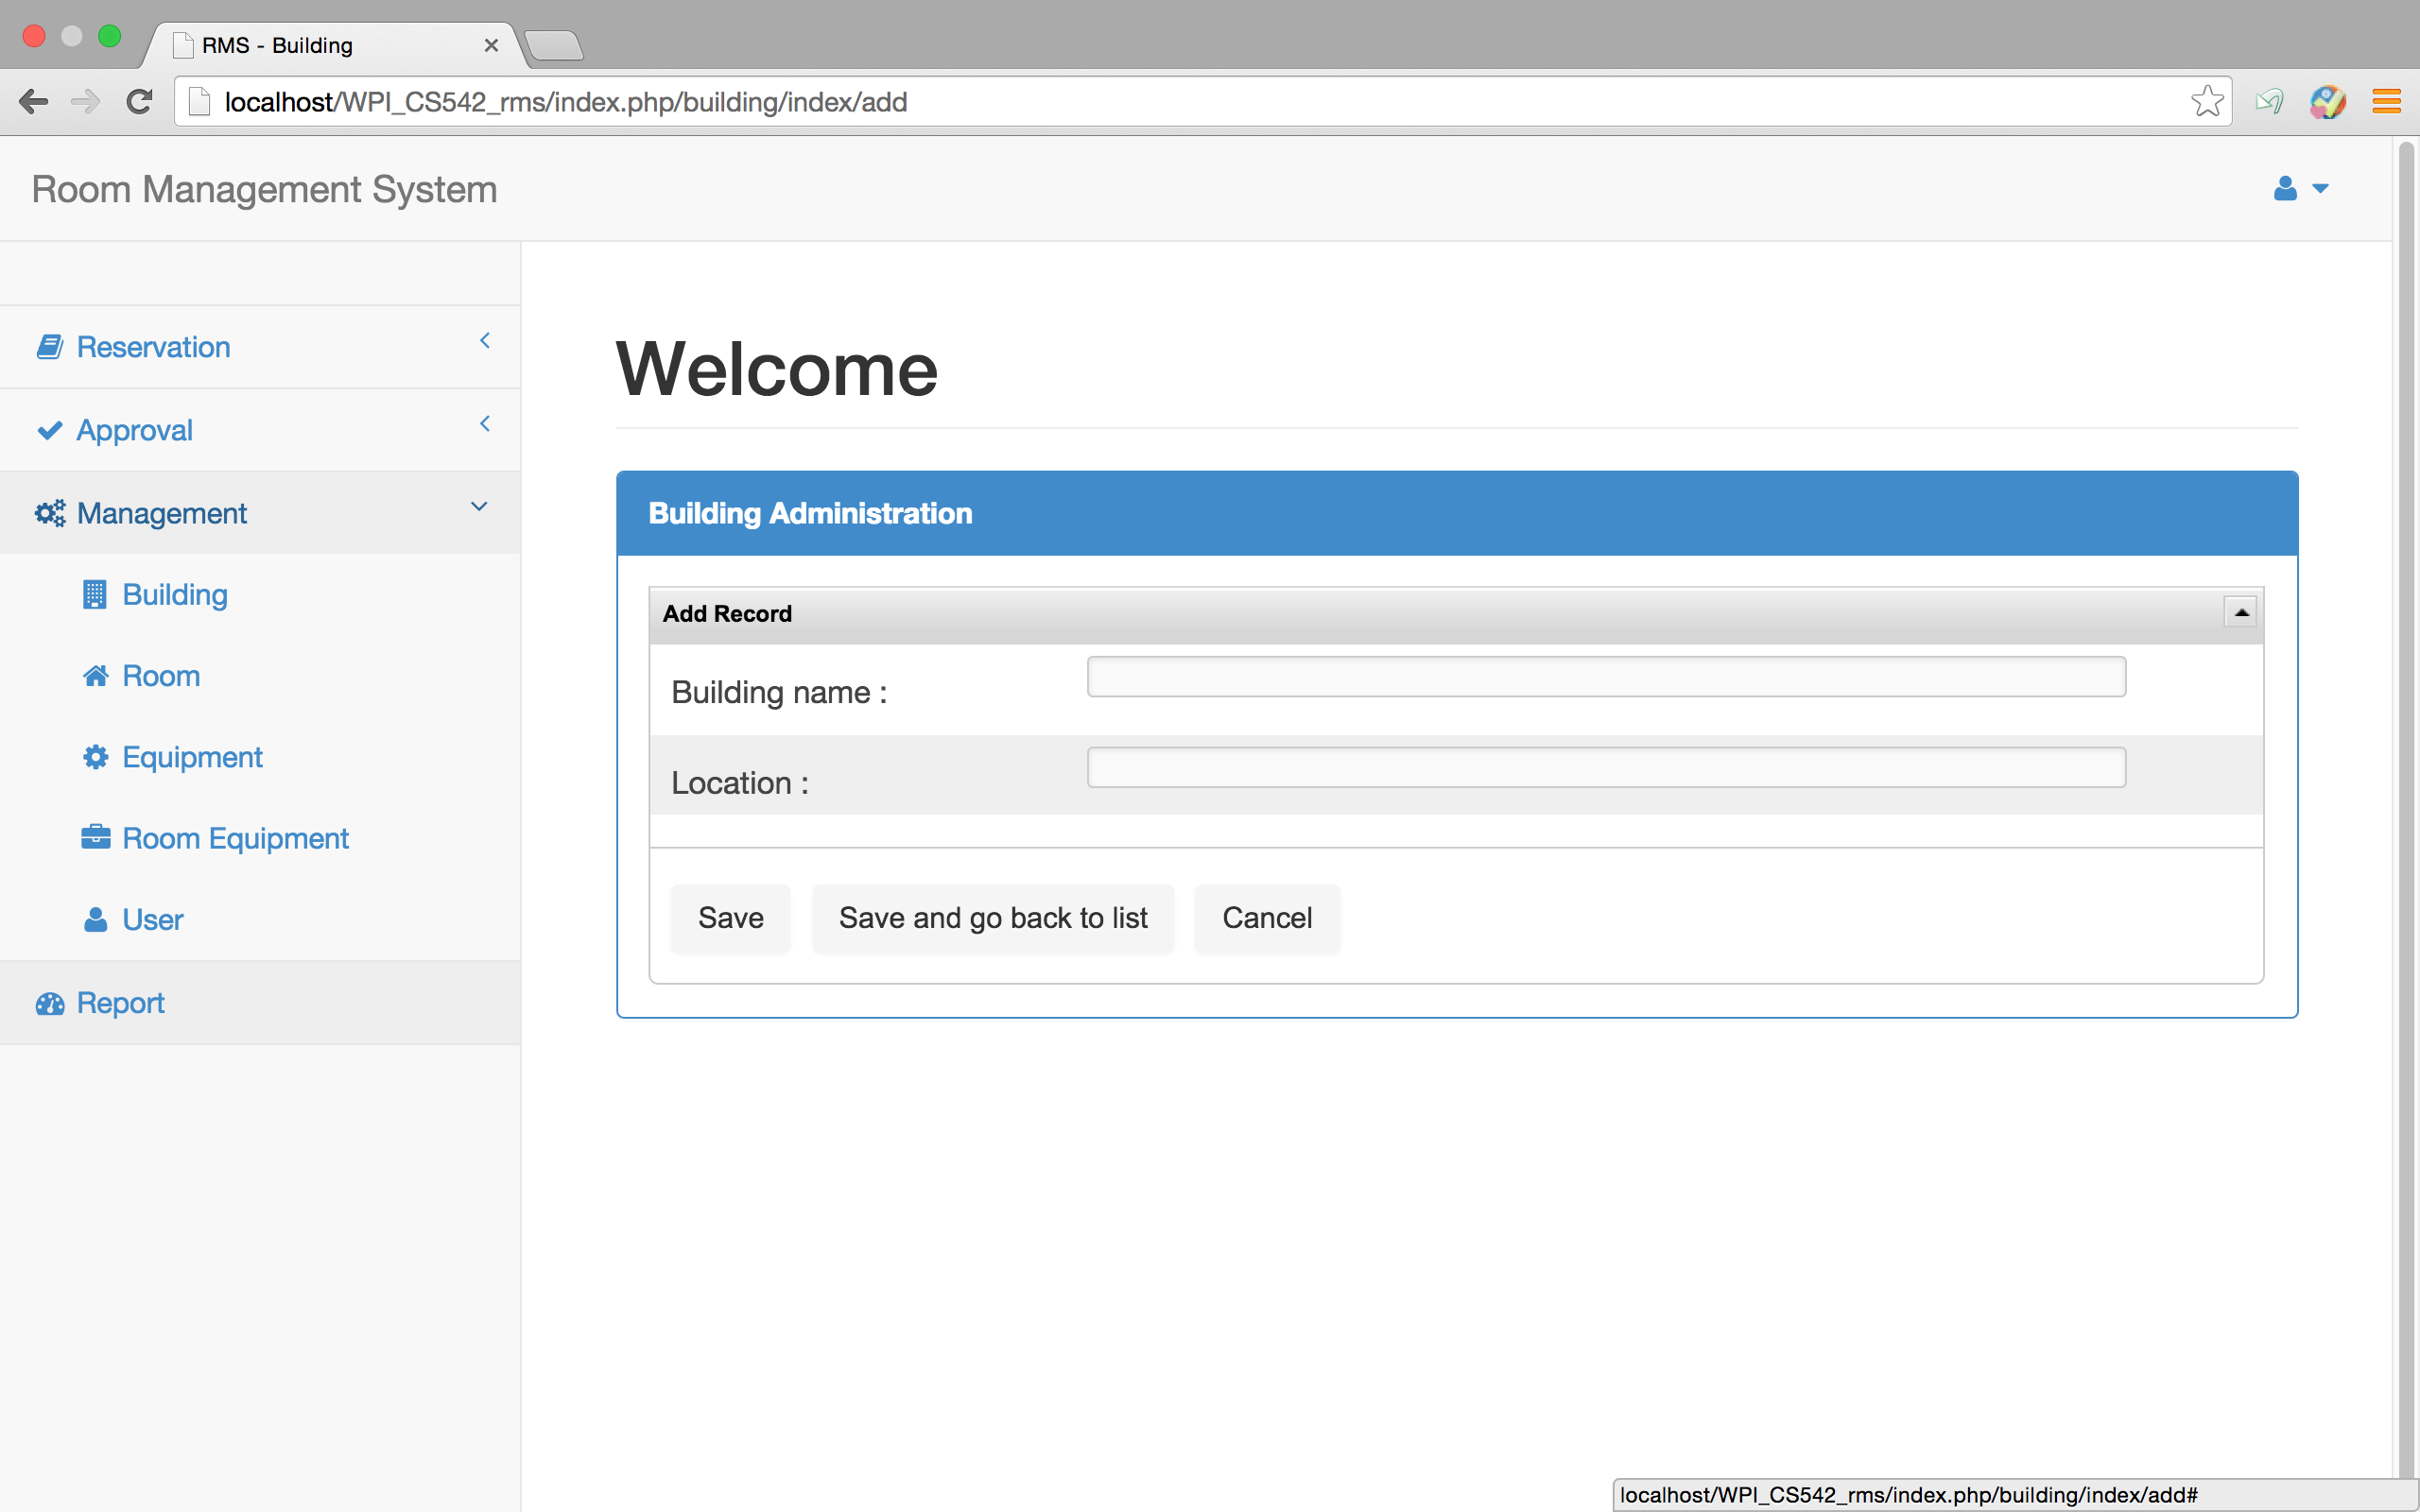 RMS - Building
localhost/WPI_CS542_rms/index.php/building/index/add
Room Management System
Reservation
Approval
Management
Building
Room
Equipment
Room Equipment
User
Report
Welcome
Building Administration
Add Record
Building name :
Location :
Save Save and go back to list Cancel
localhost/WPI_CS542_rms/index.php/building/index/add#